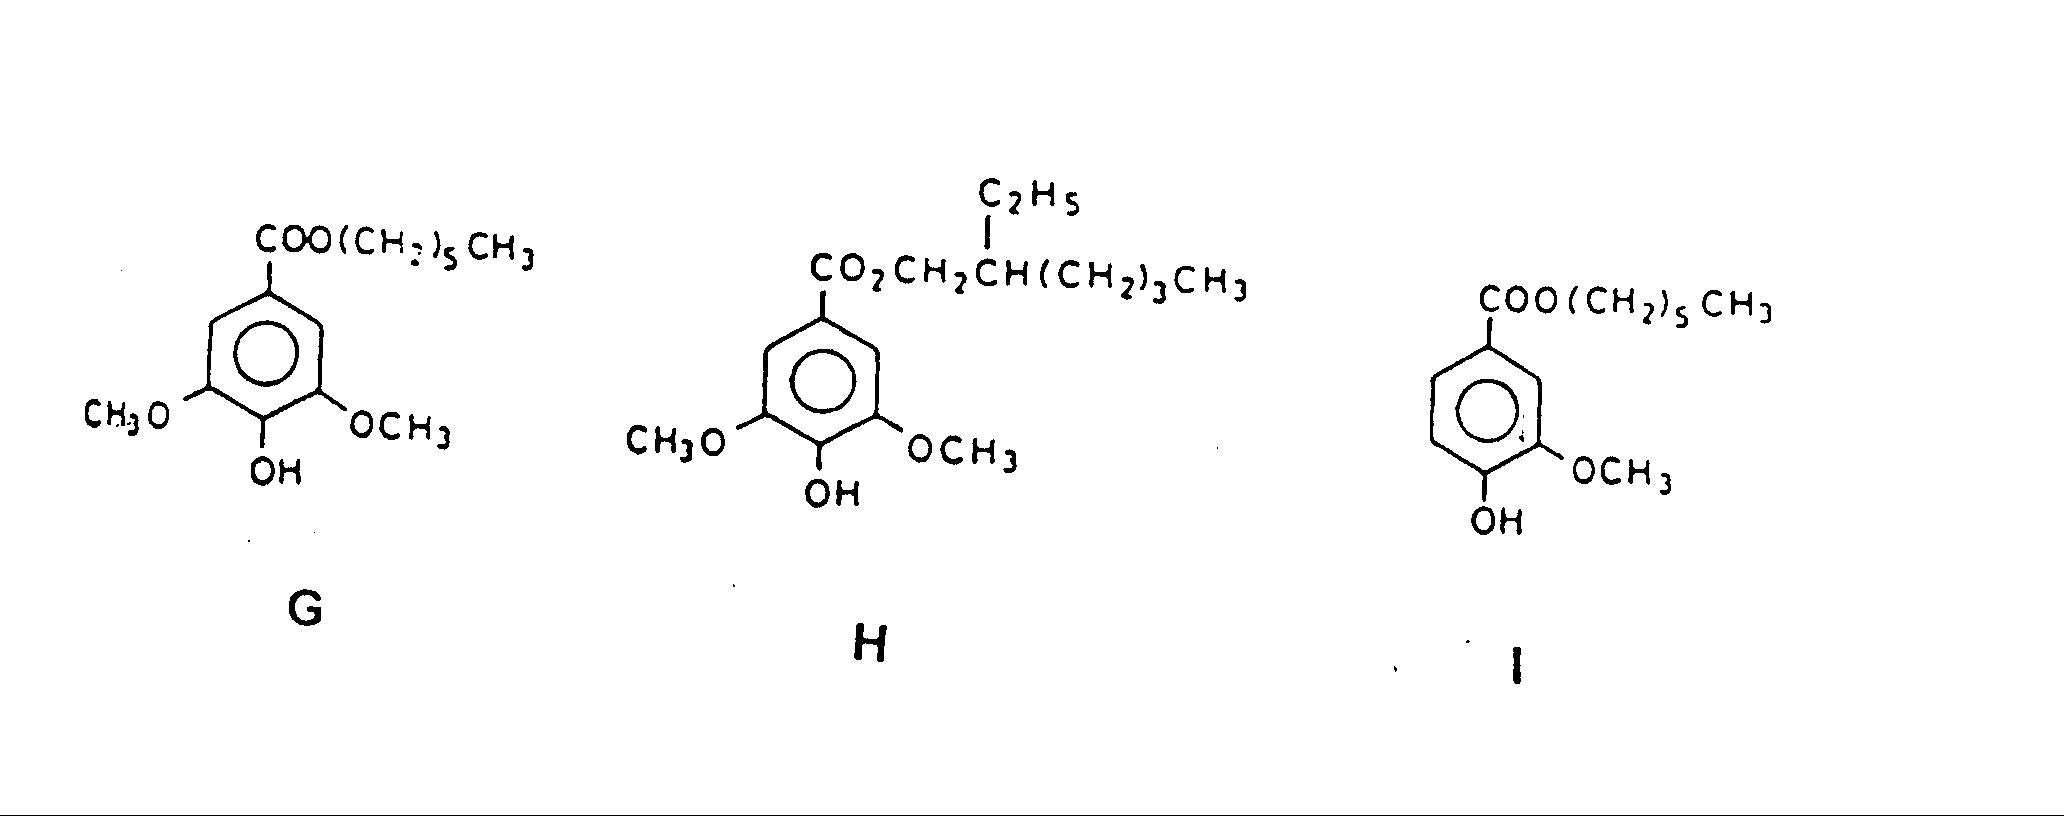 C2H5
COO(CH2)5CH3
CO2CH2CH(CH2)3CH3
COO(CH2)5CH3
CH3O
OCH3
OH
CH3O
OCH3
OH
OCH3
OH
G
H
I